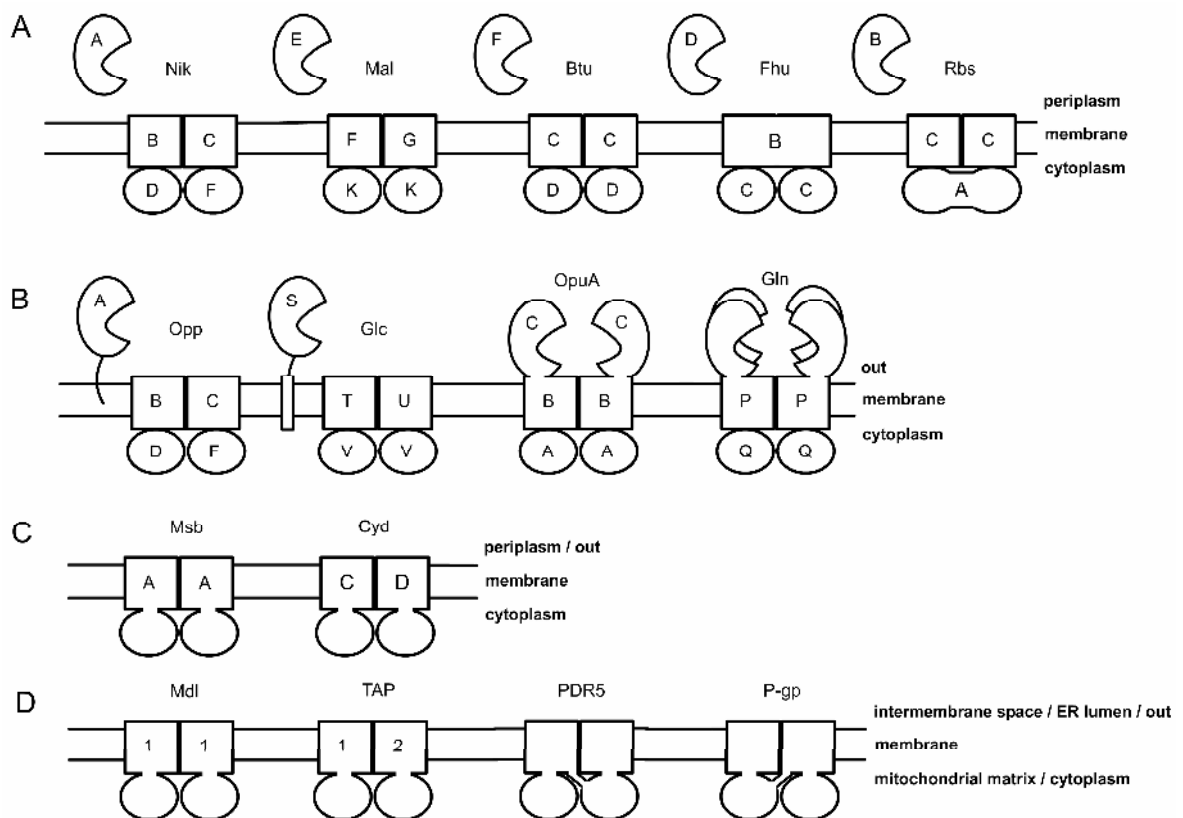 A
A E F D B
Nik Mal Btu Fhu Rbs
periplasm
B C F G C C B C C membrane
cytoplasm
D F K K D D C C A
B
OpuA Gln
A S C C
Opp Glc
out
B C T U B B P P membrane
cytoplasm
D F V V A A Q Q
C
Msb Cyd
periplasm / out
A A C D membrane
cytoplasm
D
Mdl TAP PDR5 P-gp
intermembrane space / ER lumen / out
1 1 1 2 membrane
mitochondrial matrix / cytoplasm